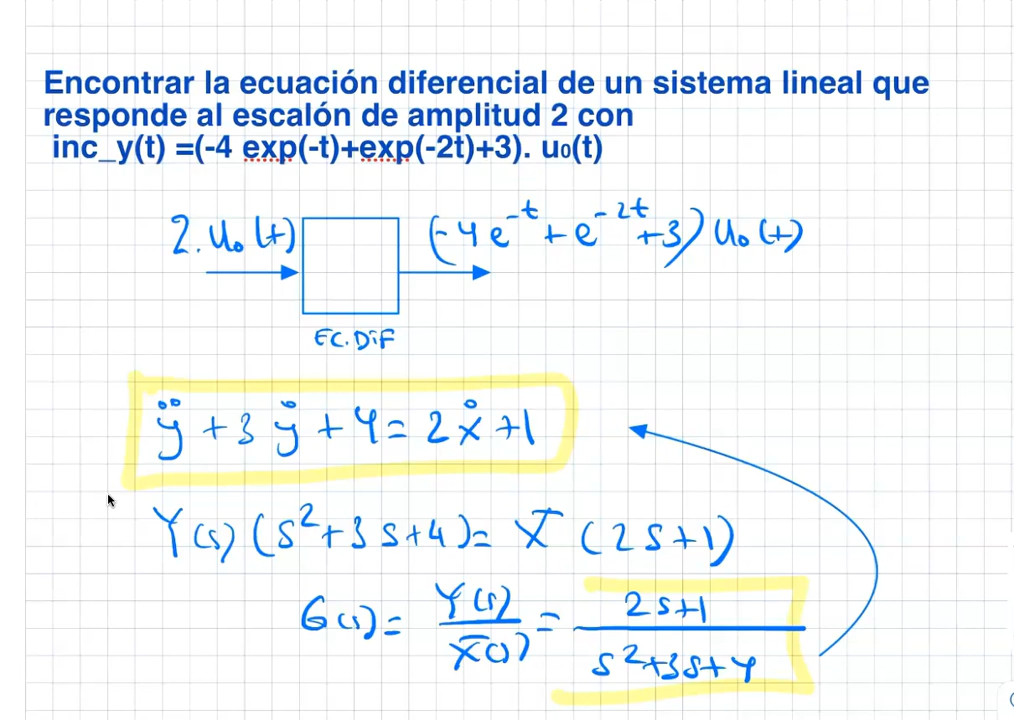 Encontrar la ecuación diferencial de un sistema lineal que
responde al escalón de amplitud 2 con
inc_y(t) =(-4 exp(-t)+exp(-2t)+3). u₀(t)
2.u₀(t) (-4e^-t + e^-2t + 3) u₀(t)
EC.DIF
ÿ + 3ẏ + 4 = 2ẋ + 1
Y(s) (s² + 3s + 4) = X (2s + 1)
G(s) = Y(s) / X(s) = 2s+1 / s²+3s+4